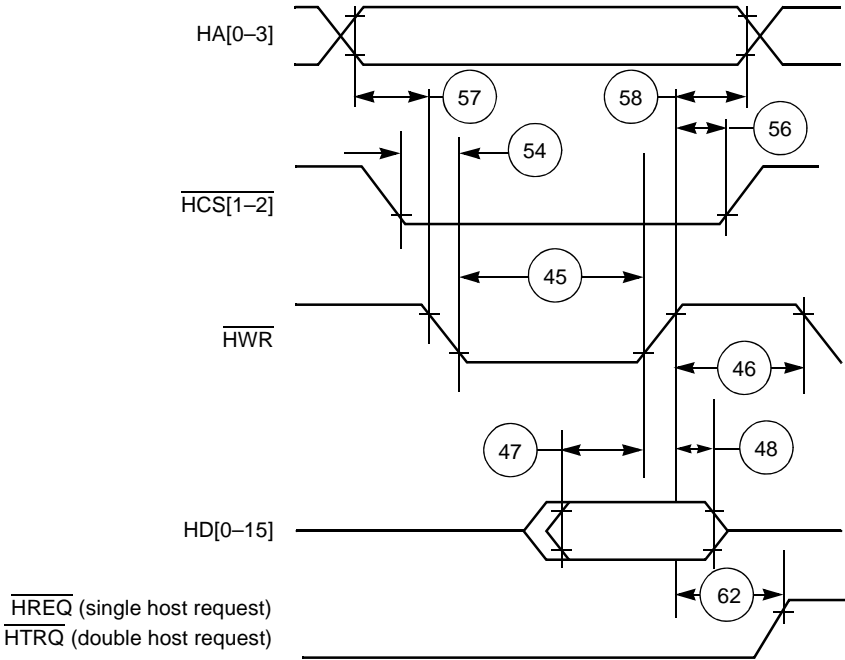 HA[0–3]
57
58
56
54
HCS[1–2]
45
HWR
46
47
48
HD[0–15]
62
HREQ (single host request)
HTRQ (double host request)